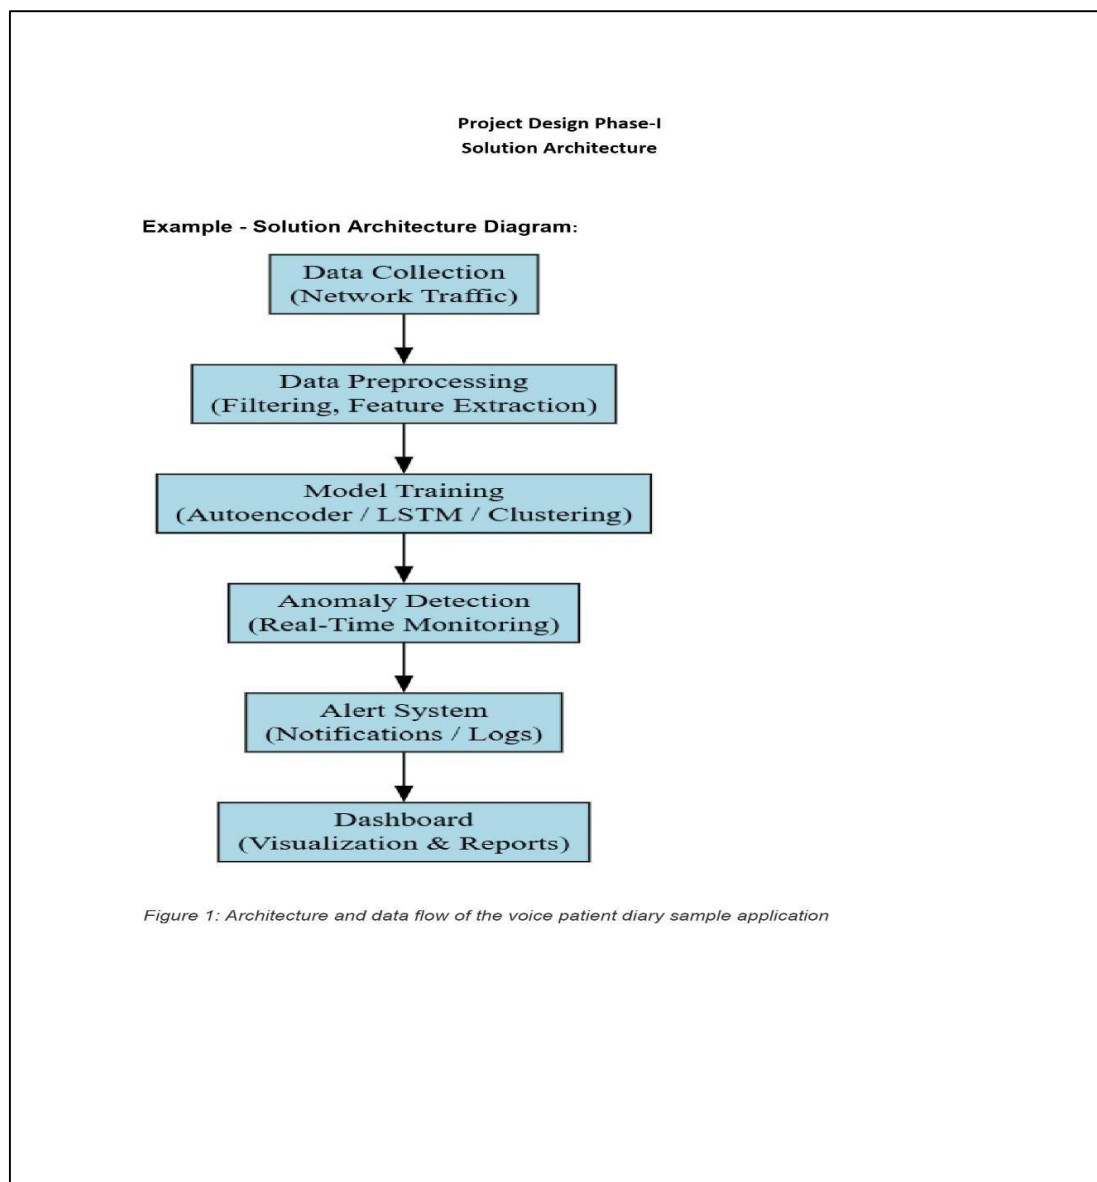 Project Design Phase-I
Solution Architecture
Example - Solution Architecture Diagram:
Data Collection
(Network Traffic)
Data Preprocessing
(Filtering, Feature Extraction)
Model Training
(Autoencoder / LSTM / Clustering)
Anomaly Detection
(Real-Time Monitoring)
Alert System
(Notifications / Logs)
Dashboard
(Visualization & Reports)
Figure 1: Architecture and data flow of the voice patient diary sample application